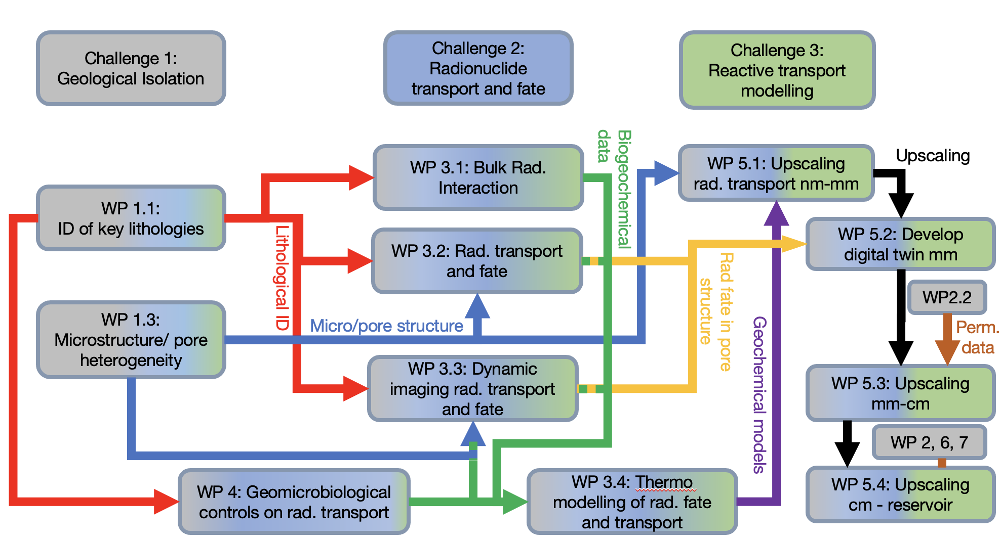 Challenge 1:
Geological Isolation
Challenge 2:
Radionuclide
transport and fate
Challenge 3:
Reactive transport
modelling
WP 1.1:
ID of key lithologies
WP 1.3:
Microstructure/ pore
heterogeneity
Lithological ID
Micro/pore structure
WP 3.1: Bulk Rad.
Interaction
WP 3.2: Rad. transport
and fate
WP 3.3: Dynamic
imaging rad. transport
and fate
WP 4: Geomicrobiological
controls on rad. transport
WP 3.4: Thermo
modelling of rad. fate
and transport
Biogeochemical
data
Rad fate in pore
structure
Geochemical models
WP 5.1: Upscaling
rad. transport nm-mm
Upscaling
WP 5.2: Develop
digital twin mm
WP2.2
Perm.
data
WP 5.3: Upscaling
mm-cm
WP 2, 6, 7
WP 5.4: Upscaling
cm - reservoir